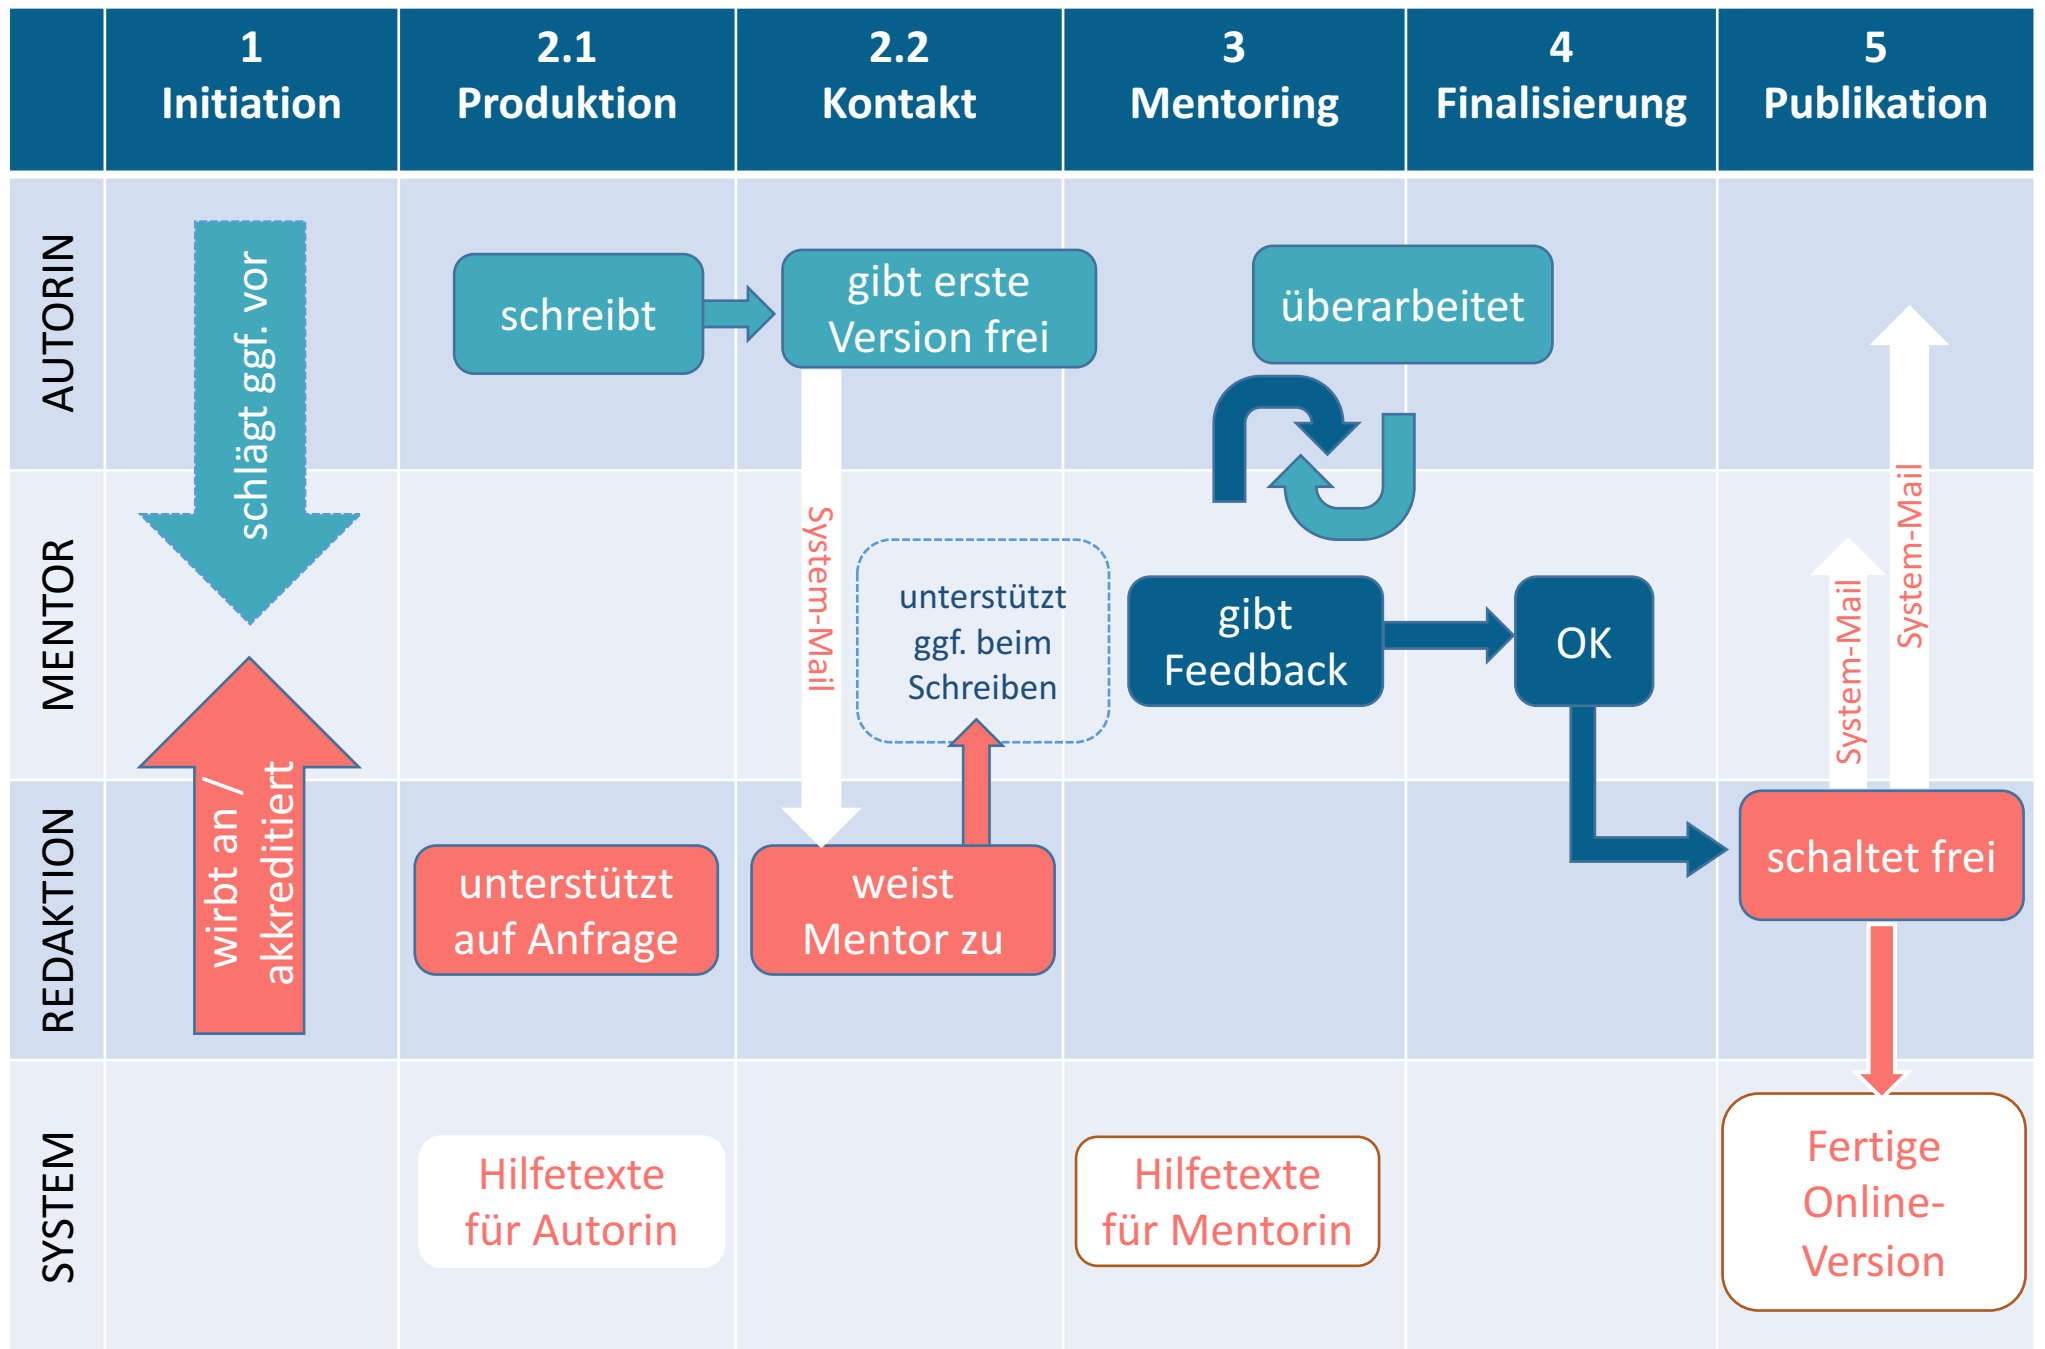 1
Initiation
2.1
Produktion
2.2
Kontakt
3
Mentoring
4
Finalisierung
5
Publikation
AUTORIN
schlägt ggf. vor
schreibt
gibt erste
Version frei
überarbeitet
MENTOR
System-Mail
unterstützt
ggf. beim
Schreiben
gibt
Feedback
OK
System-Mail
System-Mail
REDAKTION
wirbt an /
akkreditiert
unterstützt
auf Anfrage
weist
Mentor zu
schaltet frei
SYSTEM
Hilfetexte
für Autorin
Hilfetexte
für Mentorin
Fertige
Online-
Version